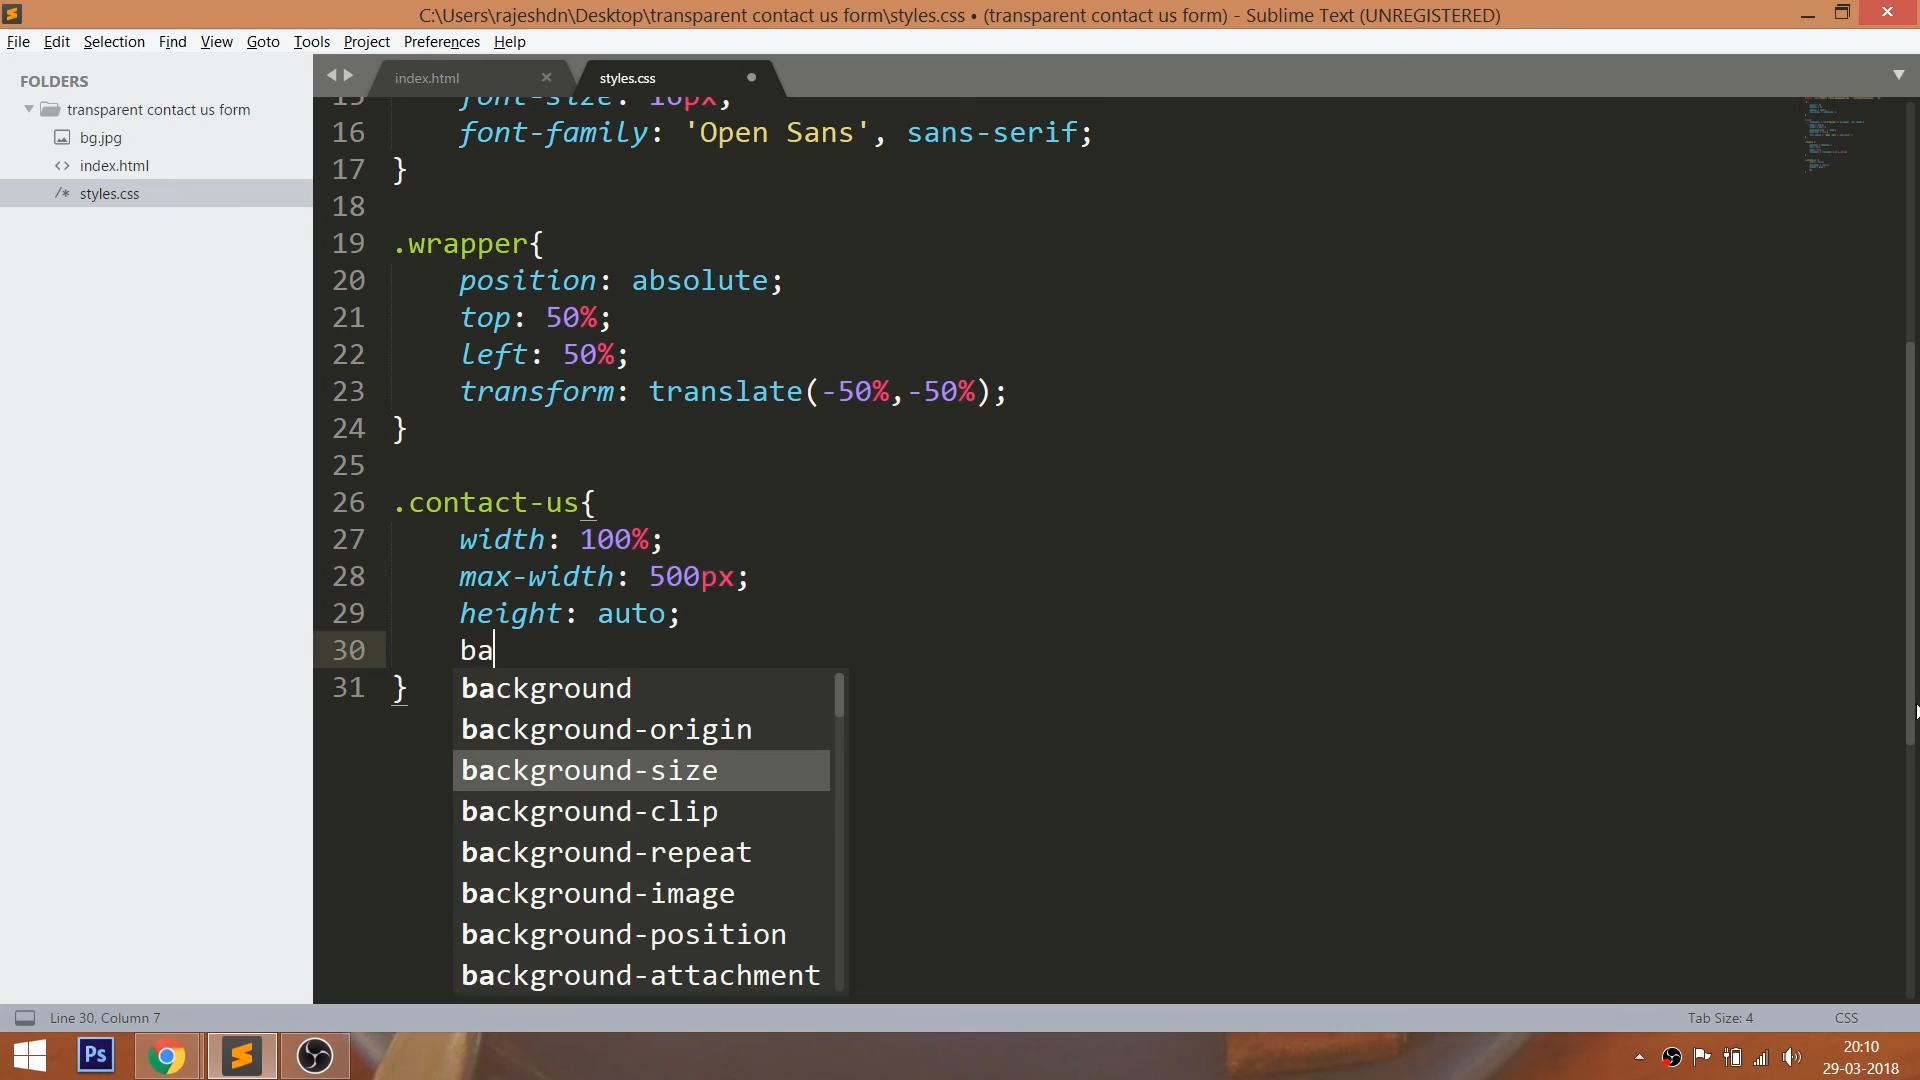 C:\Users\rajeshdn\Desktop\transparent contact us form\styles.css • (transparent contact us form) - Sublime Text (UNREGISTERED)
File Edit Selection Find View Goto Tools Project Preferences Help
FOLDERS
transparent contact us form
bg.jpg
index.html
styles.css
index.html
styles.css
15 font-size: 16px;
16 font-family: 'Open Sans', sans-serif;
17 }
18
19 .wrapper{
20 position: absolute;
21 top: 50%;
22 left: 50%;
23 transform: translate(-50%,-50%);
24 }
25
26 .contact-us{
27 width: 100%;
28 max-width: 500px;
29 height: auto;
30 ba
31 }
background
background-origin
background-size
background-clip
background-repeat
background-image
background-position
background-attachment
Line 30, Column 7
Tab Size: 4
CSS
Ps
20:10
29-03-2018